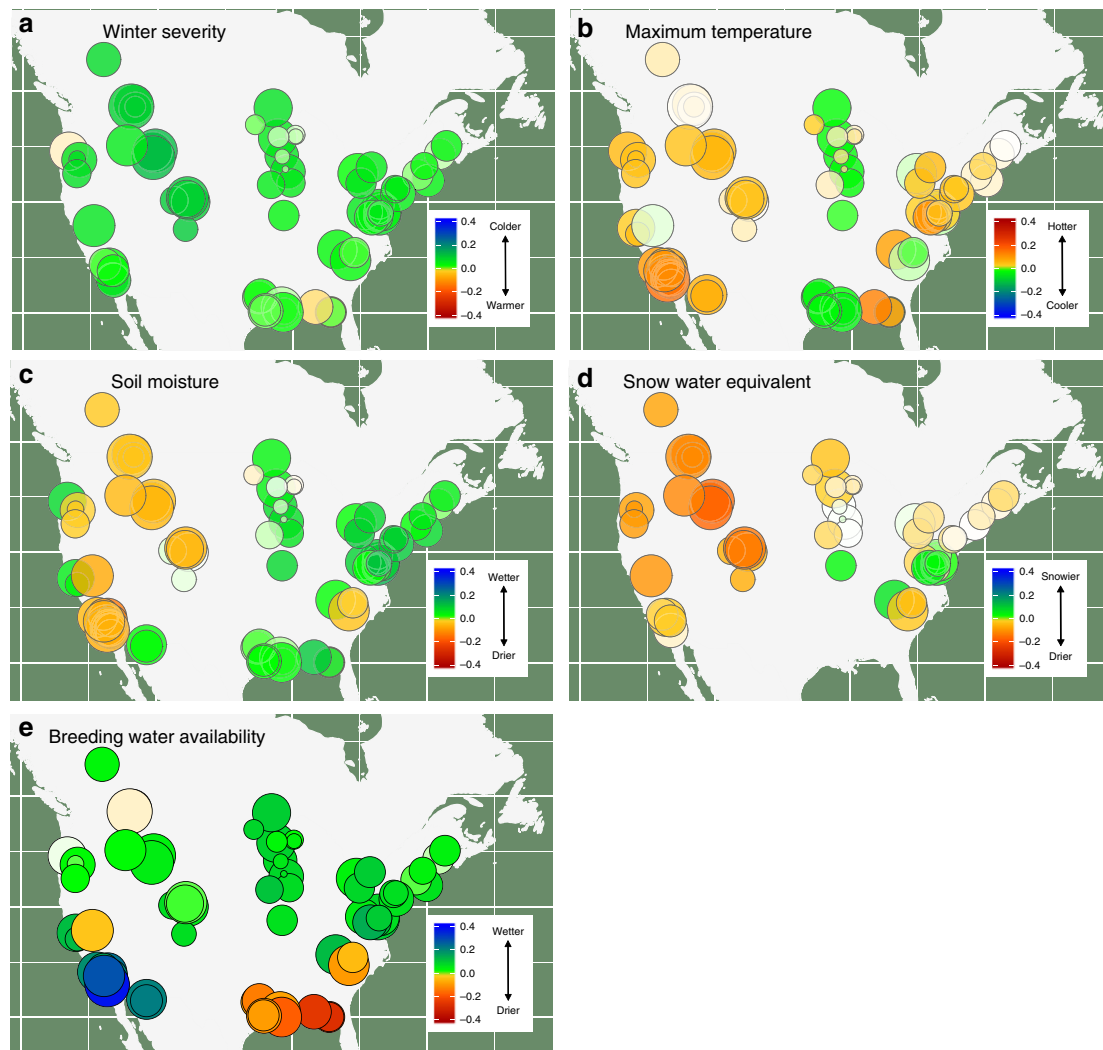 a
Winter severity
0.4
0.2
0.0
−0.2
−0.4
Colder
Warmer
b
Maximum temperature
0.4
0.2
0.0
−0.2
−0.4
Hotter
Cooler
c
Soil moisture
0.4
0.2
0.0
−0.2
−0.4
Wetter
Drier
d
Snow water equivalent
0.4
0.2
0.0
−0.2
−0.4
Snowier
Drier
e
Breeding water availability
0.4
0.2
0.0
−0.2
−0.4
Wetter
Drier